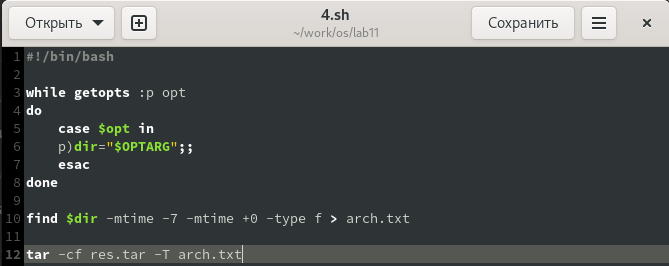 Открыть
4.sh
~/work/os/lab11
Сохранить
1 #!/bin/bash
2
3 while getopts :p opt
4 do
5     case $opt in
6     p)dir="$OPTARG";;
7     esac
8 done
9
10 find $dir -mtime -7 -mtime +0 -type f > arch.txt
11
12 tar -cf res.tar -T arch.txt